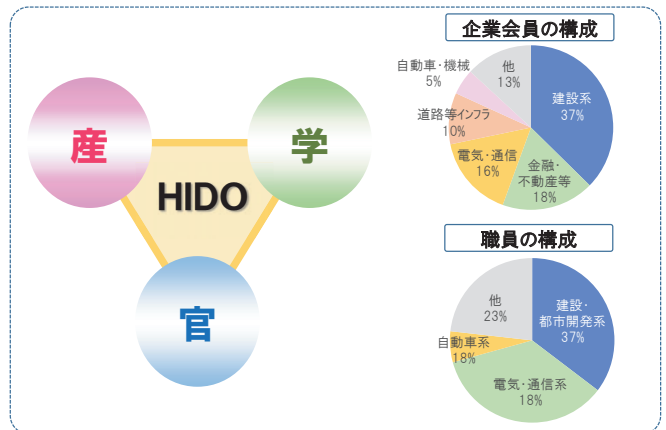 産
学
HIDO
官
企業会員の構成
建設系
37%
金融・
不動産等
18%
電気・通信
16%
道路等インフラ
10%
自動車・機械
5%
他
13%
職員の構成
建設・
都市開発系
37%
電気・通信系
18%
自動車系
18%
他
23%